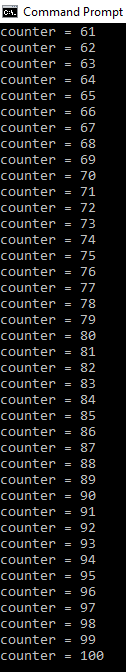 Command Prompt
counter = 61
counter = 62
counter = 63
counter = 64
counter = 65
counter = 66
counter = 67
counter = 68
counter = 69
counter = 70
counter = 71
counter = 72
counter = 73
counter = 74
counter = 75
counter = 76
counter = 77
counter = 78
counter = 79
counter = 80
counter = 81
counter = 82
counter = 83
counter = 84
counter = 85
counter = 86
counter = 87
counter = 88
counter = 89
counter = 90
counter = 91
counter = 92
counter = 93
counter = 94
counter = 95
counter = 96
counter = 97
counter = 98
counter = 99
counter = 100